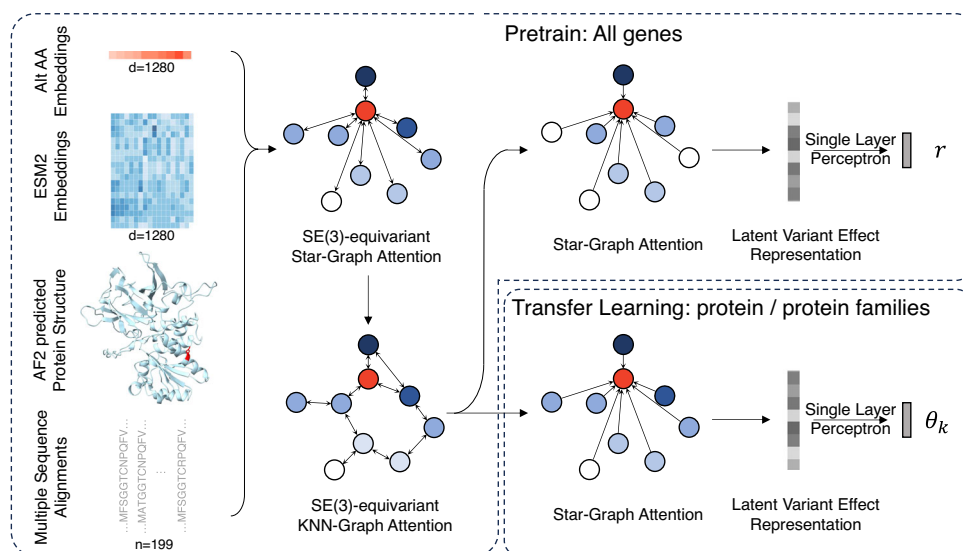 Pretrain: All genes
Alt AA
Embeddings
d=1280
ESM2
Embeddings
d=1280
AF2 predicted
Protein Structure
Multiple Sequence
Alignments
…MFSGGTCNPQFV…
…MATGGTCNPQFV…
…
…MFSGGTCRPQFV…
n=199
SE(3)-equivariant
Star-Graph Attention
SE(3)-equivariant
KNN-Graph Attention
Star-Graph Attention
Single Layer
Perceptron
r
Latent Variant Effect
Representation
Transfer Learning: protein / protein families
Star-Graph Attention
Single Layer
Perceptron
θ_k
Latent Variant Effect
Representation